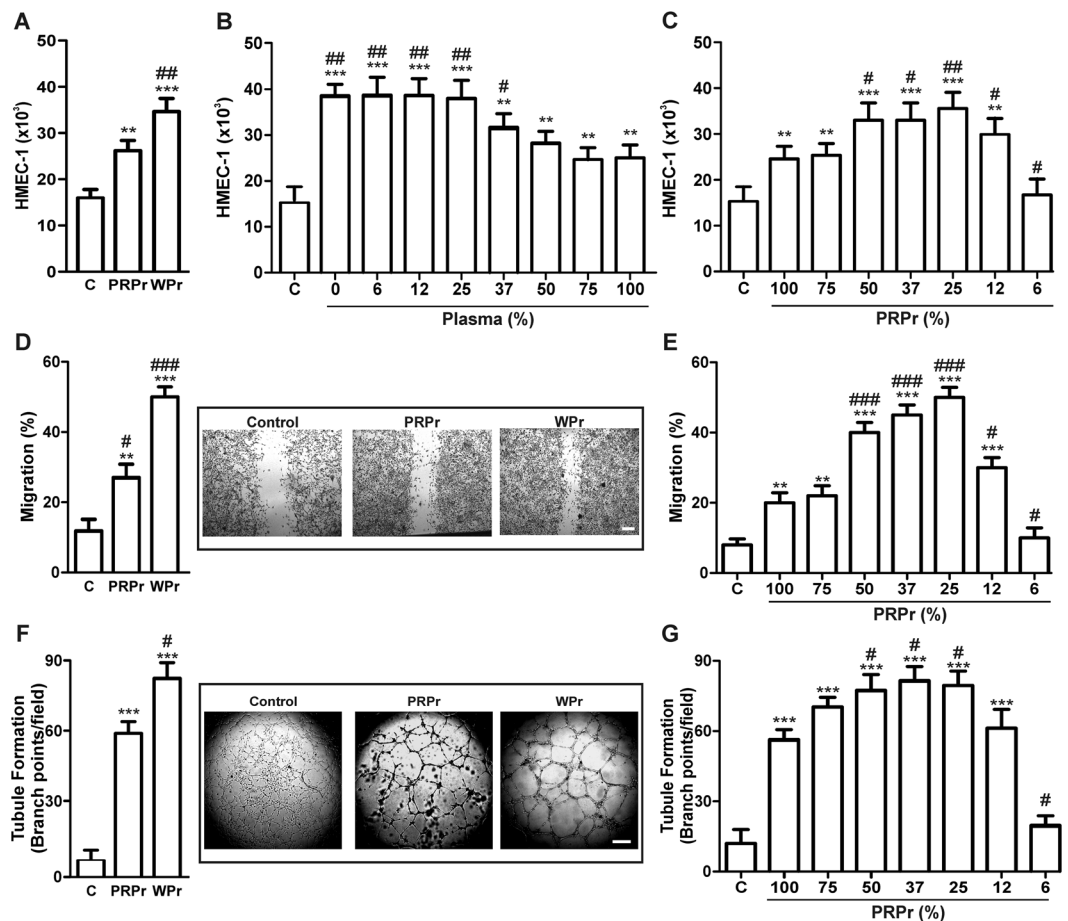 A
HMEC-1 (x10³)
50
40
30
20
10
0
**
##
***
C PRPr WPr
B
HMEC-1 (x10³)
50
40
30
20
10
0
## ## ## ## #
*** *** *** *** ** ** ** **
C 0 6 12 25 37 50 75 100
Plasma (%)
C
HMEC-1 (x10³)
50
40
30
20
10
0
# # ## # #
** ** *** *** *** **
C 100 75 50 37 25 12 6
PRPr (%)
D
Migration (%)
60
40
20
0
# ###
** ***
C PRPr WPr
Control PRPr WPr
E
Migration (%)
60
40
20
0
### ### ### # #
** ** *** *** *** ***
C 100 75 50 37 25 12 6
PRPr (%)
F
Tubule Formation
(Branch points/field)
90
60
30
0
#
*** ***
C PRPr WPr
Control PRPr WPr
G
Tubule Formation
(Branch points/field)
90
60
30
0
# # # #
*** *** *** *** *** ***
C 100 75 50 37 25 12 6
PRPr (%)